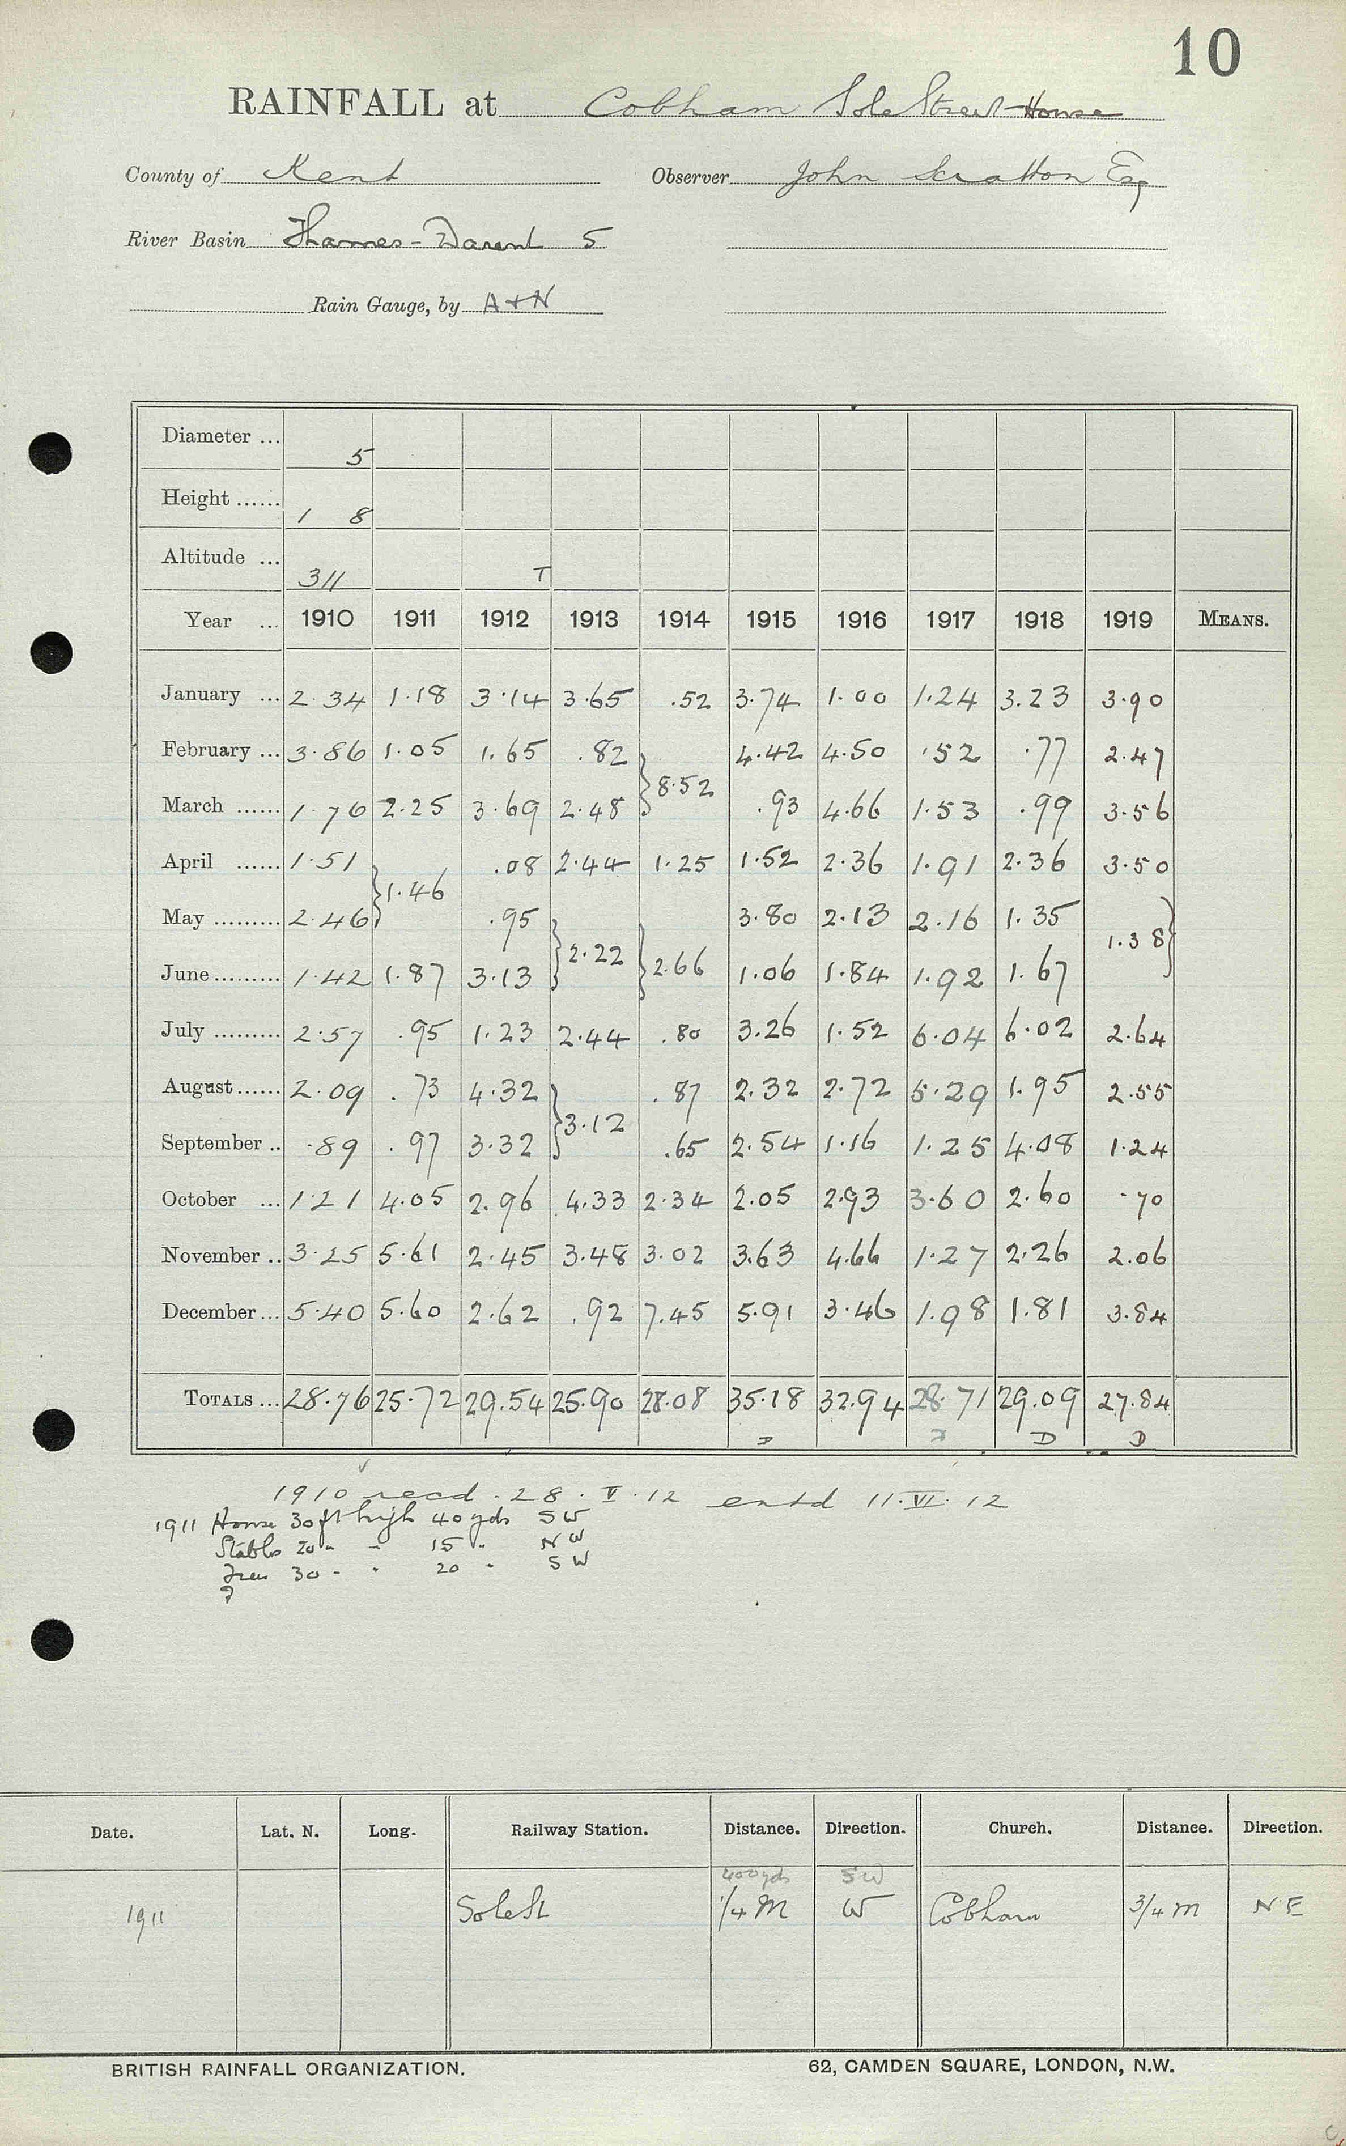 10
RAINFALL at Cobham Sole Street House
County of Kent Observer John Scratton Esq
River Basin Thames - Darent 5
Rain Gauge, by A + N
Diameter ... 5
Height ...... 1 8
Altitude ... 311 T
Year ... 1910 1911 1912 1913 1914 1915 1916 1917 1918 1919 MEANS.
January ... 2.34 1.18 3.14 3.65 .52 3.74 1.00 1.24 3.23 3.90
February ... 3.86 1.05 1.65 .82 4.42 4.50 .52 .77 2.47
8.52
March ...... 1.76 2.25 3.69 2.48 .93 4.66 1.53 .99 3.56
April ...... 1.51 .08 2.44 1.25 1.52 2.36 1.91 2.36 3.50
1.46
May ......... 2.46 .95 3.80 2.13 2.16 1.35
2.22 2.66 1.38
June ......... 1.42 1.87 3.13 1.06 1.84 1.92 1.67
July ......... 2.57 .95 1.23 2.44 .80 3.26 1.52 6.04 6.02 2.64
August ...... 2.09 .73 4.32 .87 2.32 2.72 5.29 1.95 2.55
3.12
September .. .89 .97 3.32 .65 2.54 1.16 1.25 4.08 1.24
October ... 1.21 4.05 2.96 4.33 2.34 2.05 2.93 3.60 2.60 .70
November .. 3.25 5.61 2.45 3.48 3.02 3.63 4.66 1.27 2.26 2.06
December ... 5.40 5.60 2.62 .92 7.45 5.91 3.46 1.98 1.81 3.84
TOTALS ... 28.76 25.72 29.54 25.90 28.08 35.18 32.94 28.71 29.09 27.84
D D D D
1910 recd. 28. V. 12 entd 11. VI. 12
1911 House 30 ft high 40 yds SW
Stables 20 " " 15 " NW
Trees 30 " " 20 " SW
Date. Lat. N. Long. Railway Station. Distance. Direction. Church. Distance. Direction.
400 yds SW
1911 Sole St 1/4 M W Cobham 3/4 m NE
BRITISH RAINFALL ORGANIZATION. 62, CAMDEN SQUARE, LONDON, N.W.